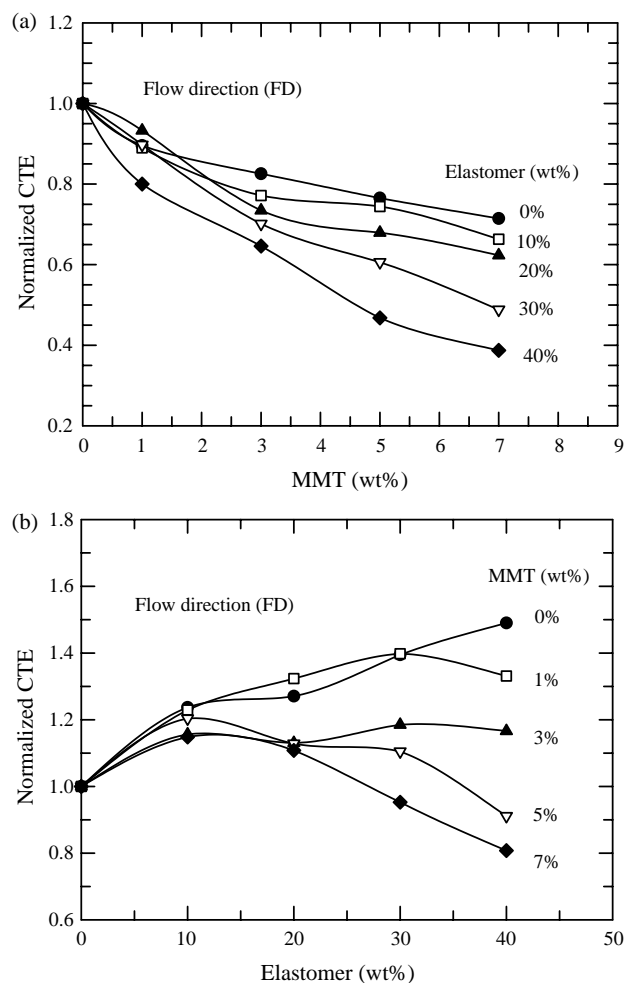 (a)
1.2
1.0
0.8
0.6
0.4
0.2
Normalized CTE
Flow direction (FD)
Elastomer (wt%)
0%
10%
20%
30%
40%
0 1 2 3 4 5 6 7 8 9
MMT (wt%)
(b)
1.8
1.6
1.4
1.2
1.0
0.8
0.6
Normalized CTE
Flow direction (FD)
MMT (wt%)
0%
1%
3%
5%
7%
0 10 20 30 40 50
Elastomer (wt%)